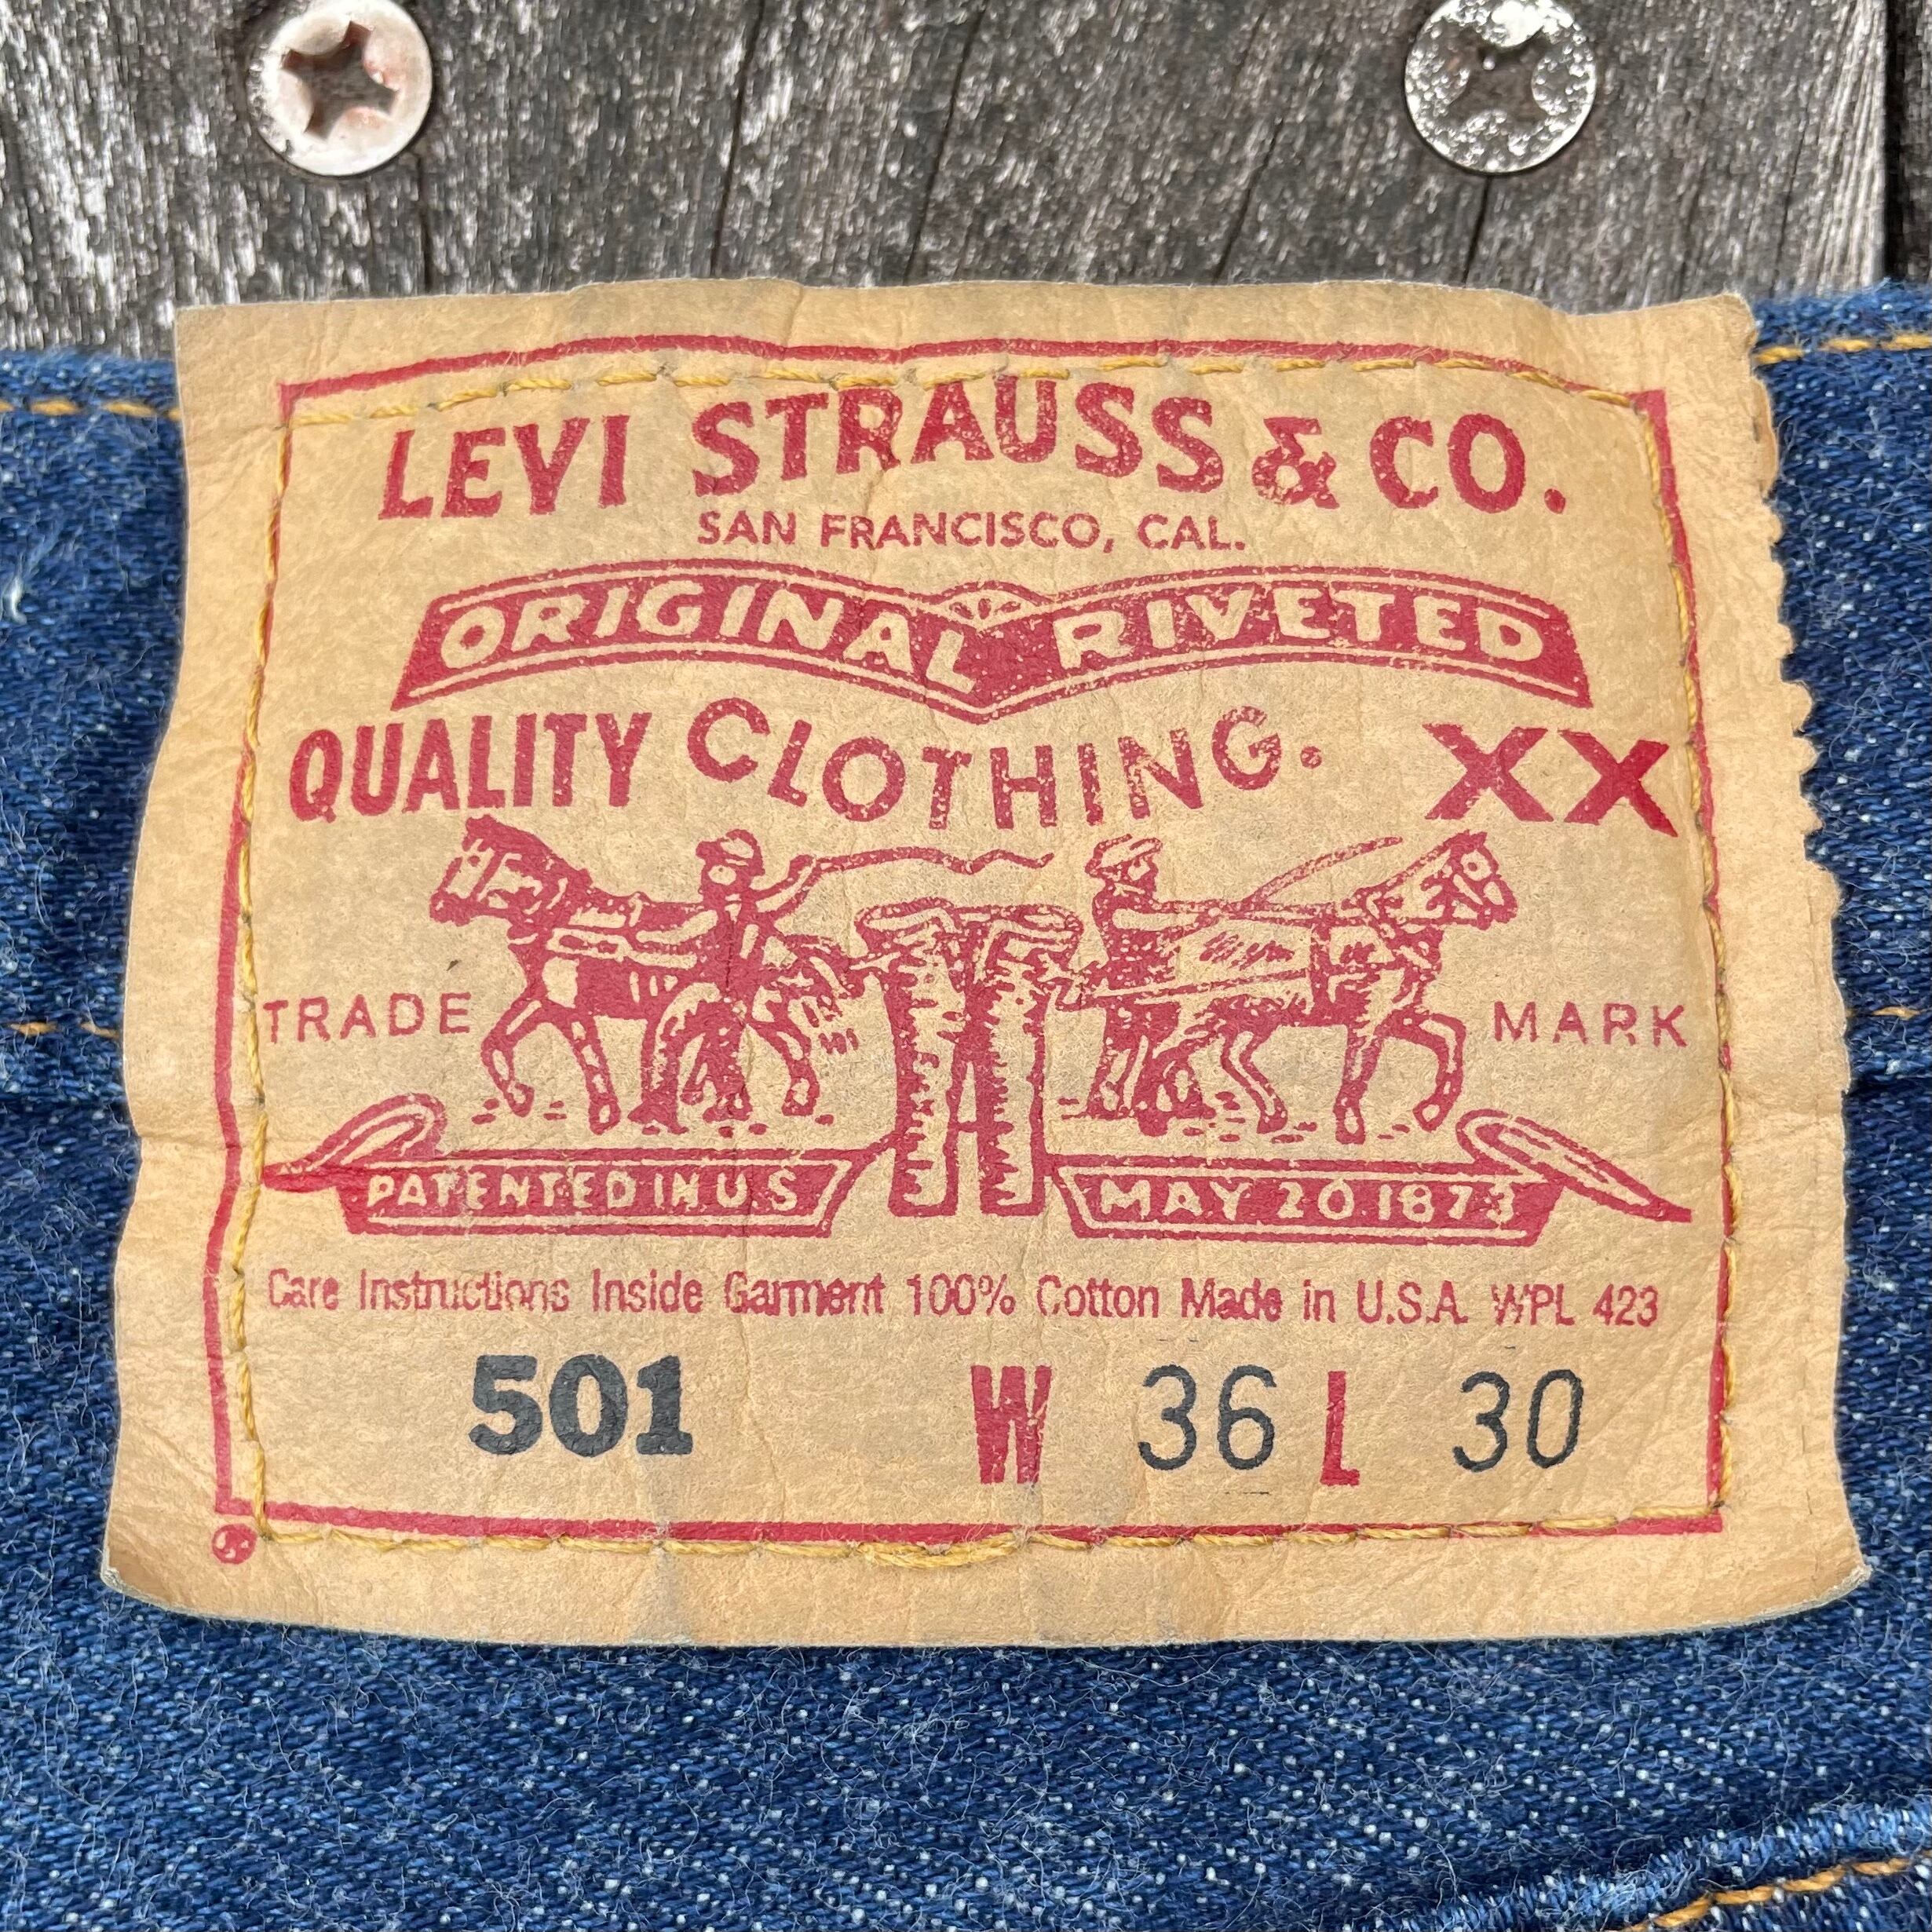 LEVI STRAUSS & CO.
SAN FRANCISCO, CAL.
ORIGINAL RIVETED
QUALITY CLOTHING. XX
TRADE MARK
PATENTED IN U S MAY 20 1873
Care Instructions Inside Garment 100% Cotton Made in U.S.A. WPL 423
501 W 36 L 30